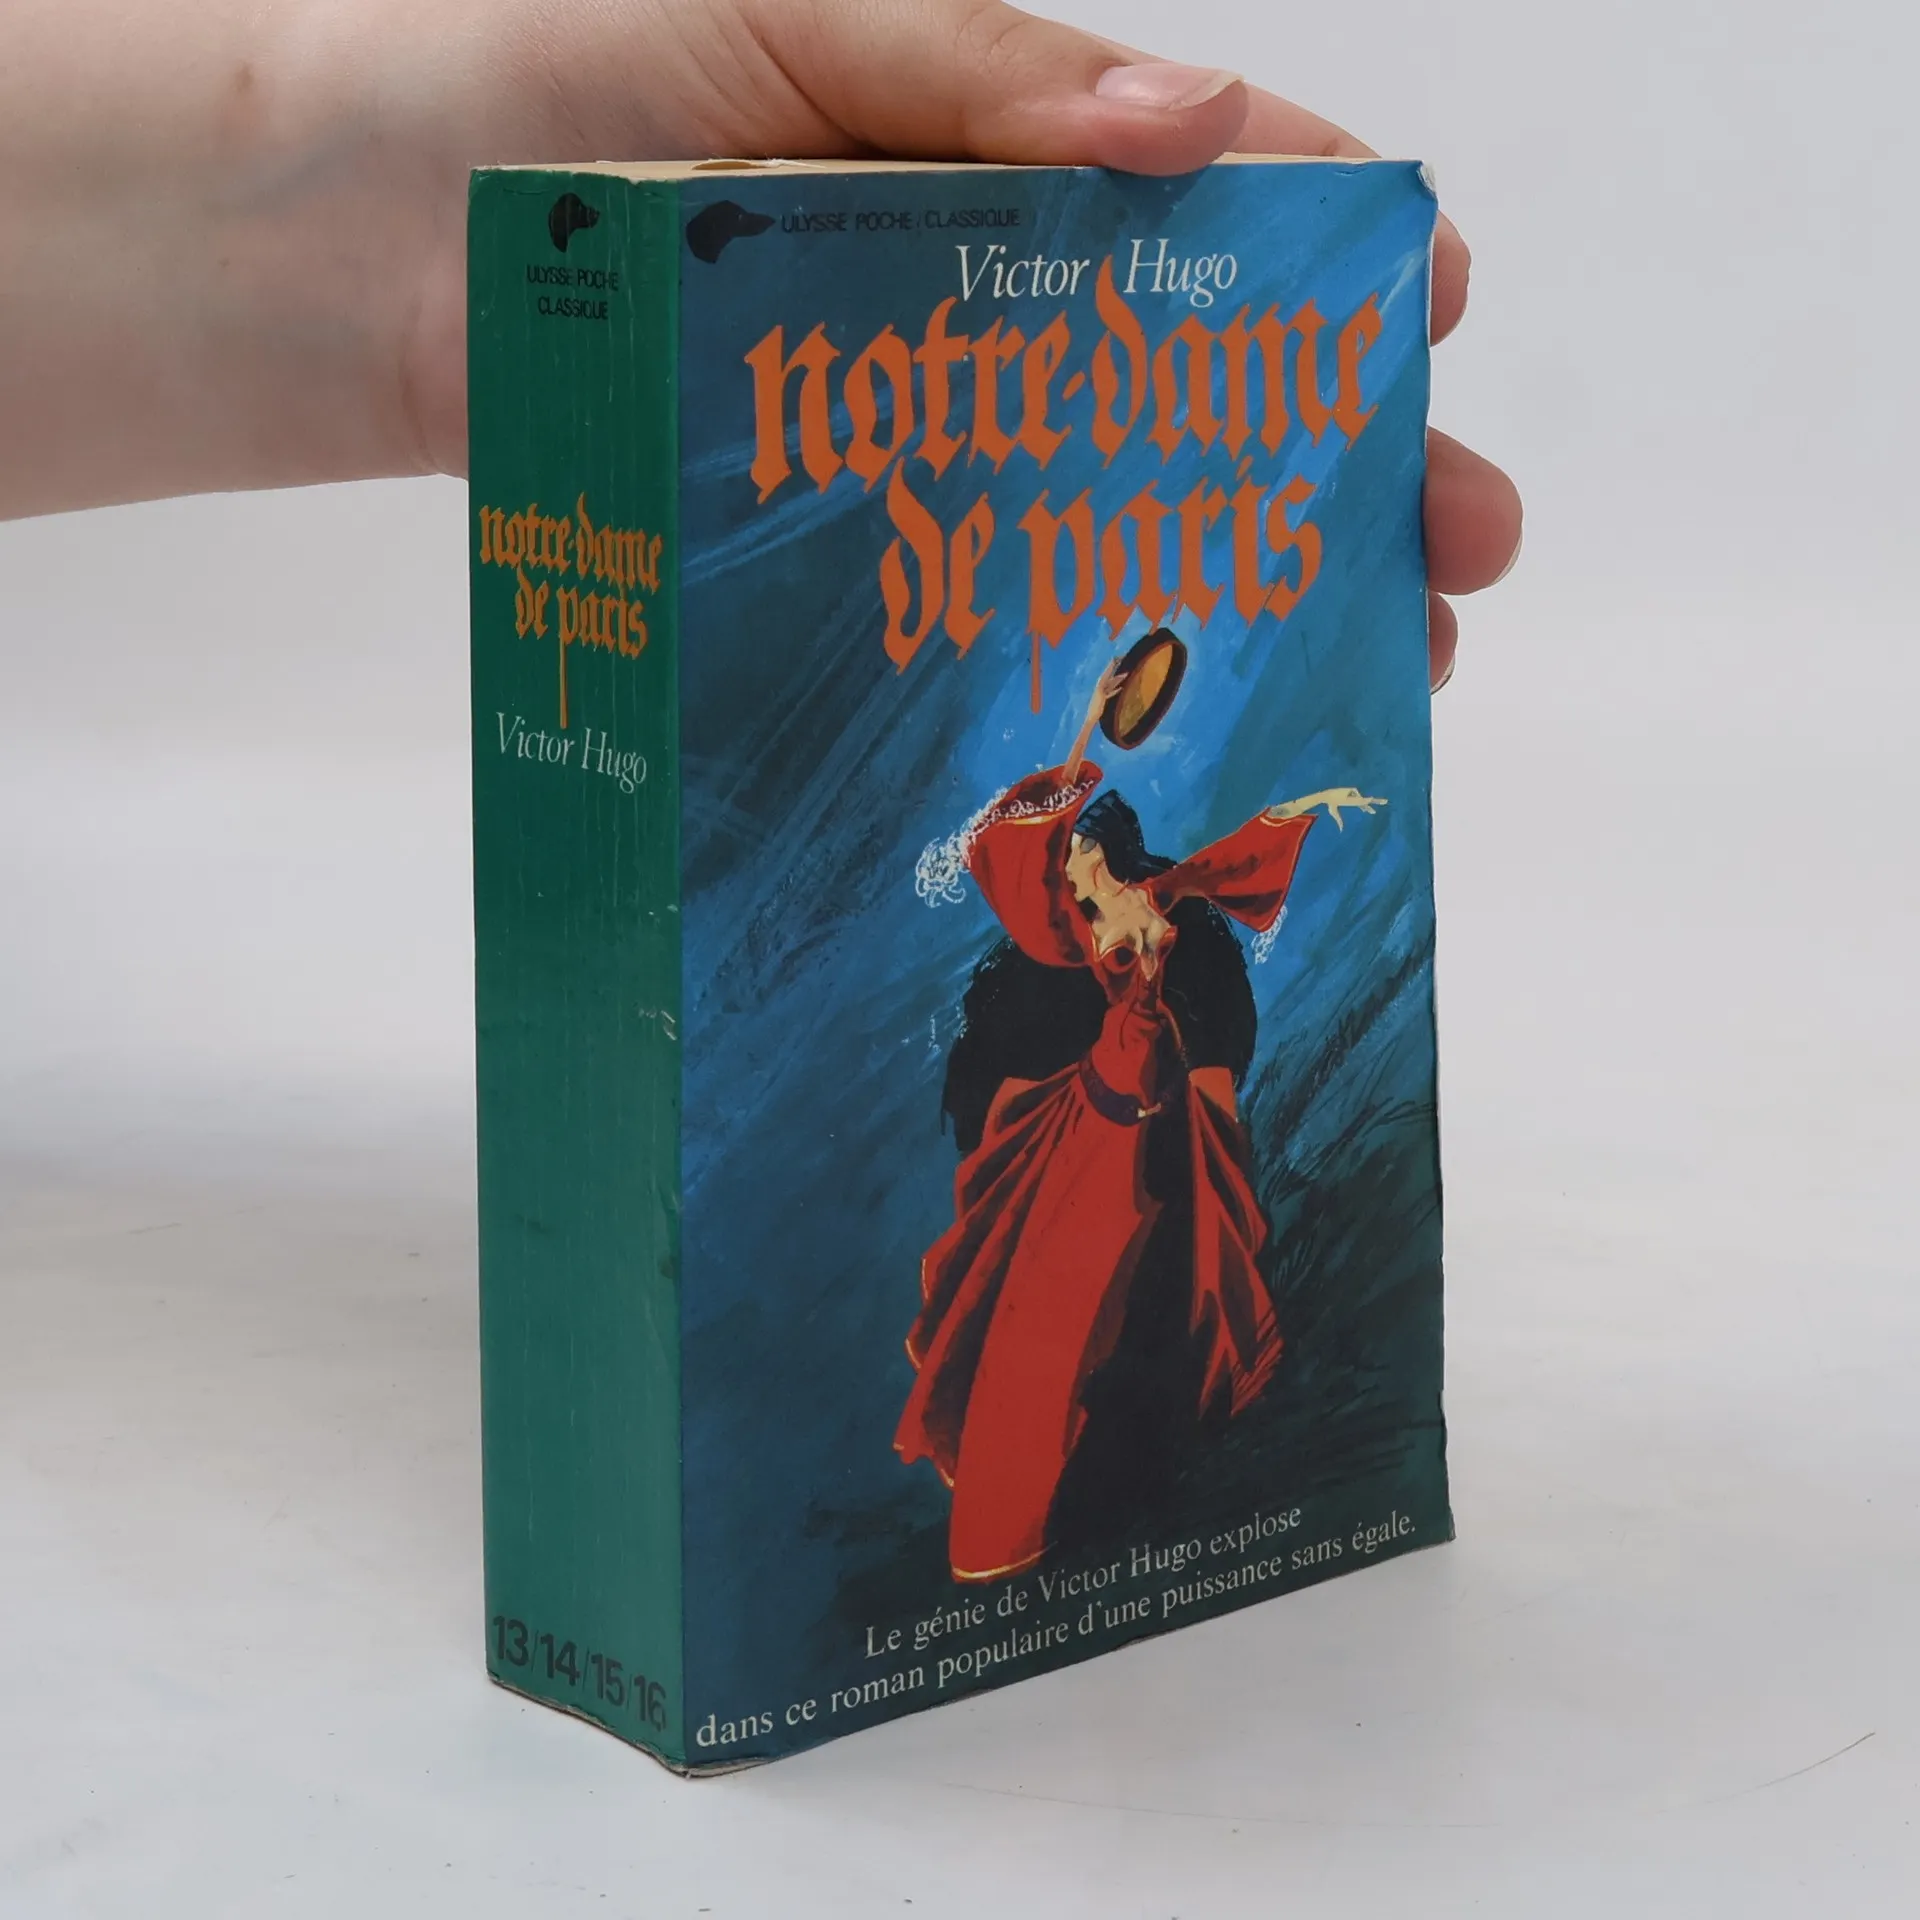 ULYSSE POCHE
CLASSIQUE
notre-dame
de paris
Victor Hugo
13/14/15/16
ULYSSE POCHE / CLASSIQUE
Victor Hugo
notre-dame
de paris
Le génie de Victor Hugo explose
dans ce roman populaire d'une puissance sans égale.